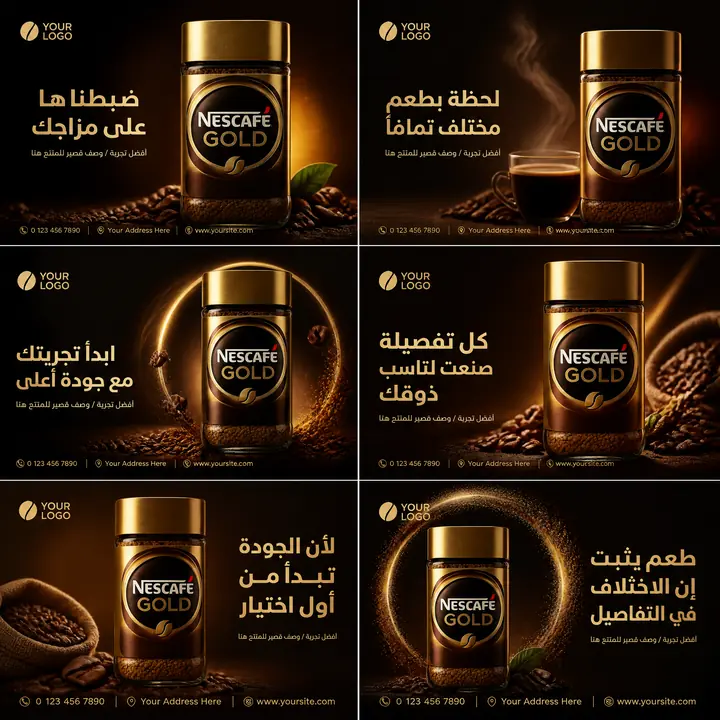 YOUR
LOGO
ضبطناها
على مزاجك
أفضل تجربة / وصف قصير للمنتج هنا
NESCAFÉ
GOLD
0 123 456 7890 | Your Address Here | www.yoursite.com
YOUR
LOGO
لحظة بطعم
مختلف تمامًا
أفضل تجربة / وصف قصير للمنتج هنا
NESCAFÉ
GOLD
0 123 456 7890 | Your Address Here | www.yoursite.com
YOUR
LOGO
ابدأ تجربتك
مع جودة أعلى
أفضل تجربة / وصف قصير للمنتج هنا
NESCAFÉ
GOLD
0 123 456 7890 | Your Address Here | www.yoursite.com
YOUR
LOGO
كل تفصيلة
صنعت لتاسب
ذوقك
أفضل تجربة / وصف قصير للمنتج هنا
NESCAFÉ
GOLD
0 123 456 7890 | Your Address Here | www.yoursite.com
YOUR
LOGO
لأن الجودة
تبدأ من
أول اختيار
أفضل تجربة / وصف قصير للمنتج هنا
NESCAFÉ
GOLD
0 123 456 7890 | Your Address Here | www.yoursite.com
YOUR
LOGO
طعم يثبت
إن الاختلاف
في التفاصيل
أفضل تجربة / وصف قصير للمنتج هنا
NESCAFÉ
GOLD
0 123 456 7890 | Your Address Here | www.yoursite.com